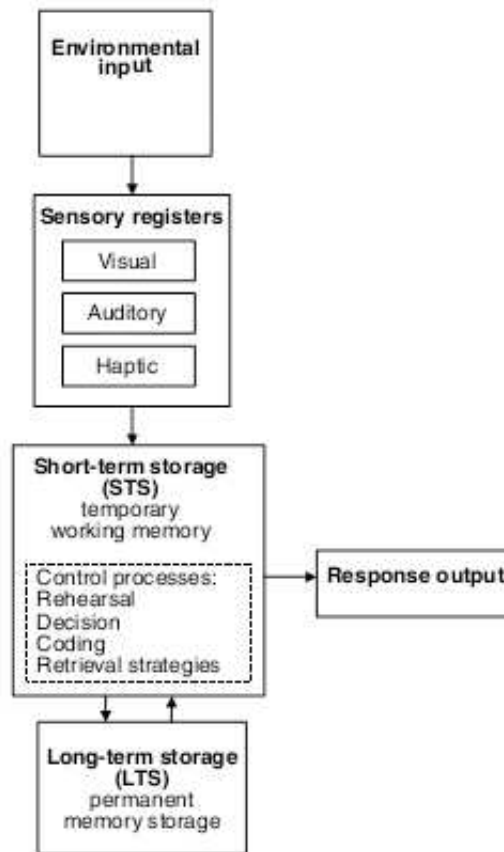 Environmental
input
Sensory registers
Visual
Auditory
Haptic
Short-term storage
(STS)
temporary
working memory
Control processes:
Rehearsal
Decision
Coding
Retrieval strategies
Response output
Long-term storage
(LTS)
permanent
memory storage